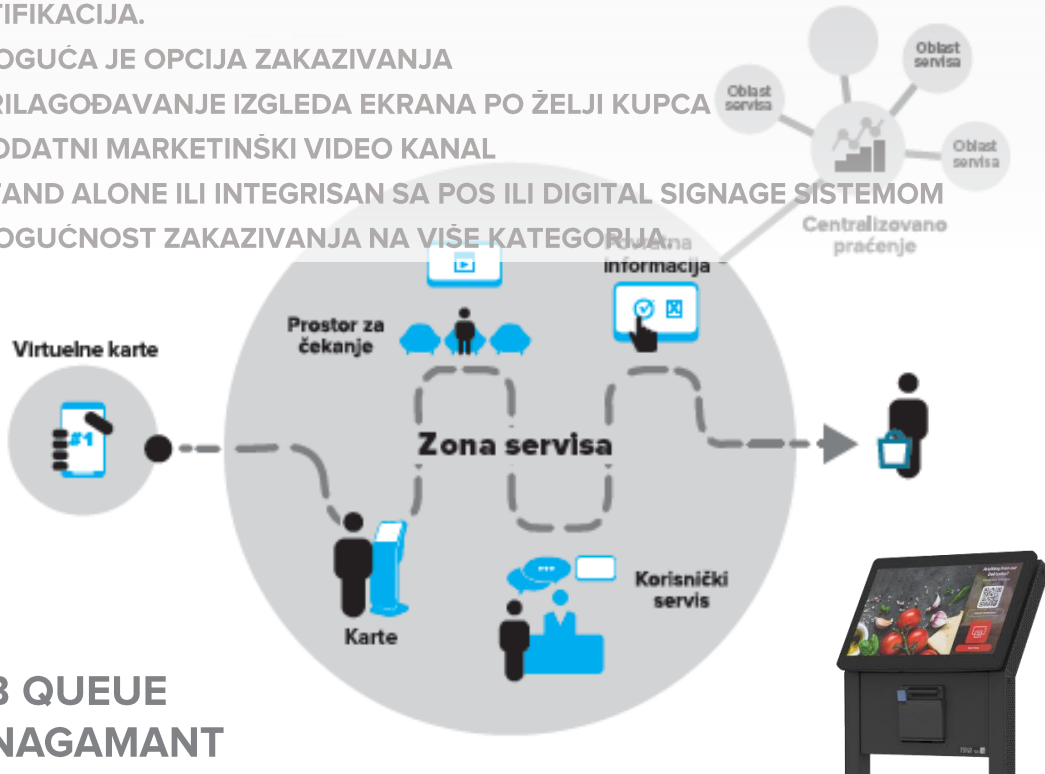 TIFIKACIJA.
OGUĆA JE OPCIJA ZAKAZIVANJA
RILAGOĐAVANJE IZGLEDA EKRANA PO ŽELJI KUPCA
ODATNI MARKETINŠKI VIDEO KANAL
TAND ALONE ILI INTEGRISAN SA POS ILI DIGITAL SIGNAGE SISTEMOM
OGUĆNOST ZAKAZIVANJA NA VIŠE KATEGORIJA.
Oblast
servisa
Oblast
servisa
Oblast
servisa
Centralizovano
praćenje
informacija
Prostor za
čekanje
Virtuelne karte
#1
Zona servisa
Korisnički
servis
Karte
B QUEUE
NAGAMANT